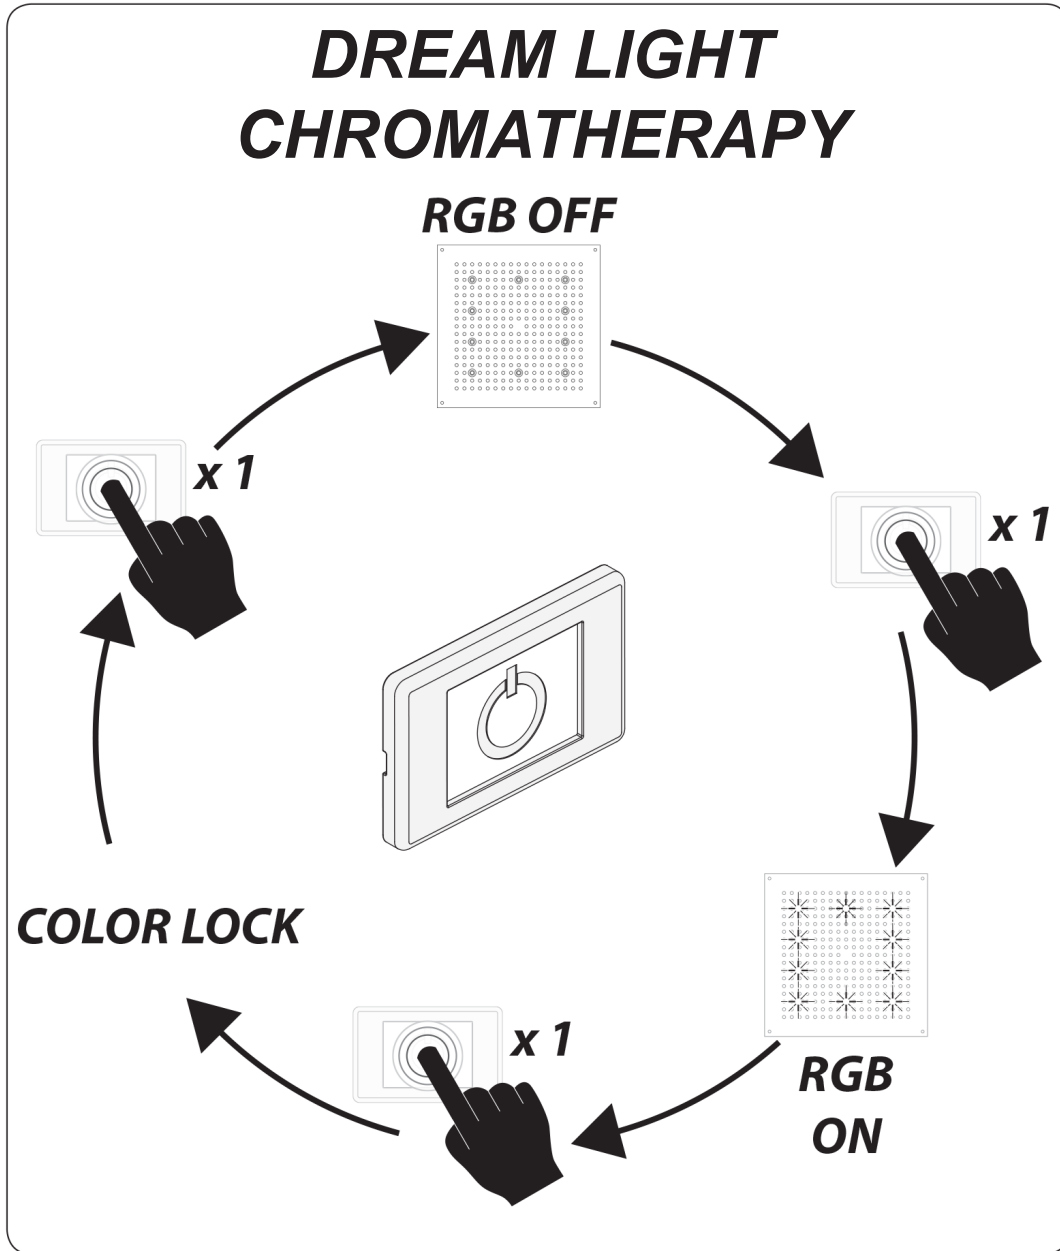 DREAM LIGHT
CHROMATHERAPY
RGB OFF
x 1
x 1
COLOR LOCK
x 1
RGB
ON